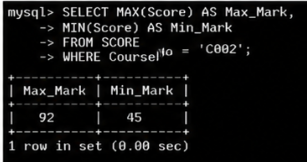 mysql> SELECT MAX(Score) AS Max_Mark,
-> MIN(Score) AS Min_Mark
-> FROM SCORE
-> WHERE CourseNo = 'C002';
+----------+----------+
| Max_Mark | Min_Mark |
+----------+----------+
| 92 | 45 |
+----------+----------+
1 row in set (0.00 sec)